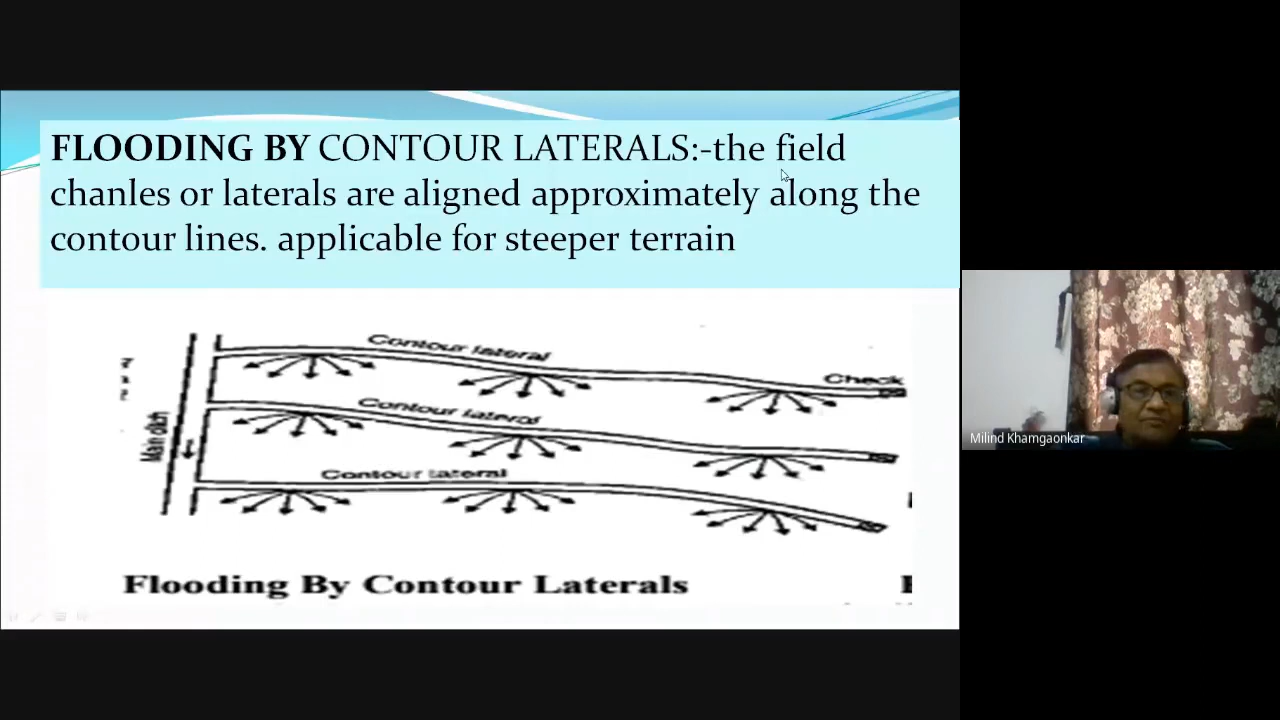 FLOODING BY CONTOUR LATERALS:-the field
chanles or laterals are aligned approximately along the
contour lines. applicable for steeper terrain
Contour lateral
Check
Contour lateral
Main ditch
Contour lateral
Flooding By Contour Laterals
Milind Khamgaonkar